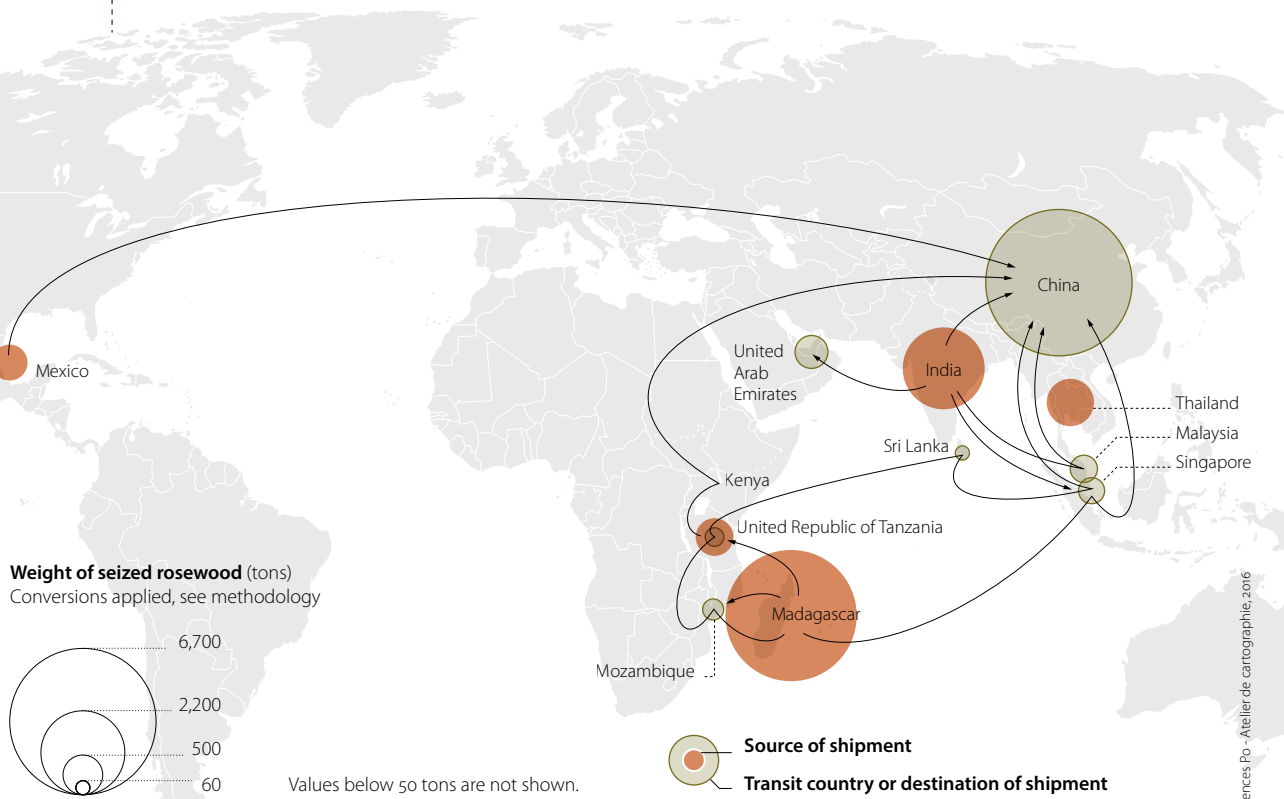 China
United
Arab
Emirates
India
Mexico
Thailand
Malaysia
Sri Lanka
Singapore
Kenya
United Republic of Tanzania
Madagascar
Mozambique
Weight of seized rosewood (tons)
Conversions applied, see methodology
6,700
2,200
500
60
Values below 50 tons are not shown.
Source of shipment
Transit country or destination of shipment
Po - Atelier de cartographie, 2016